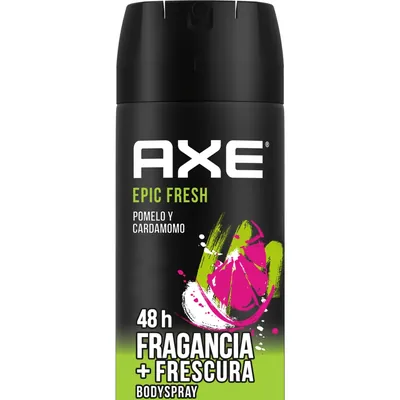 AXE®
EPIC FRESH
POMELO Y
CARDAMOMO
48 h
FRAGANCIA
+ FRESCURA
BODYSPRAY